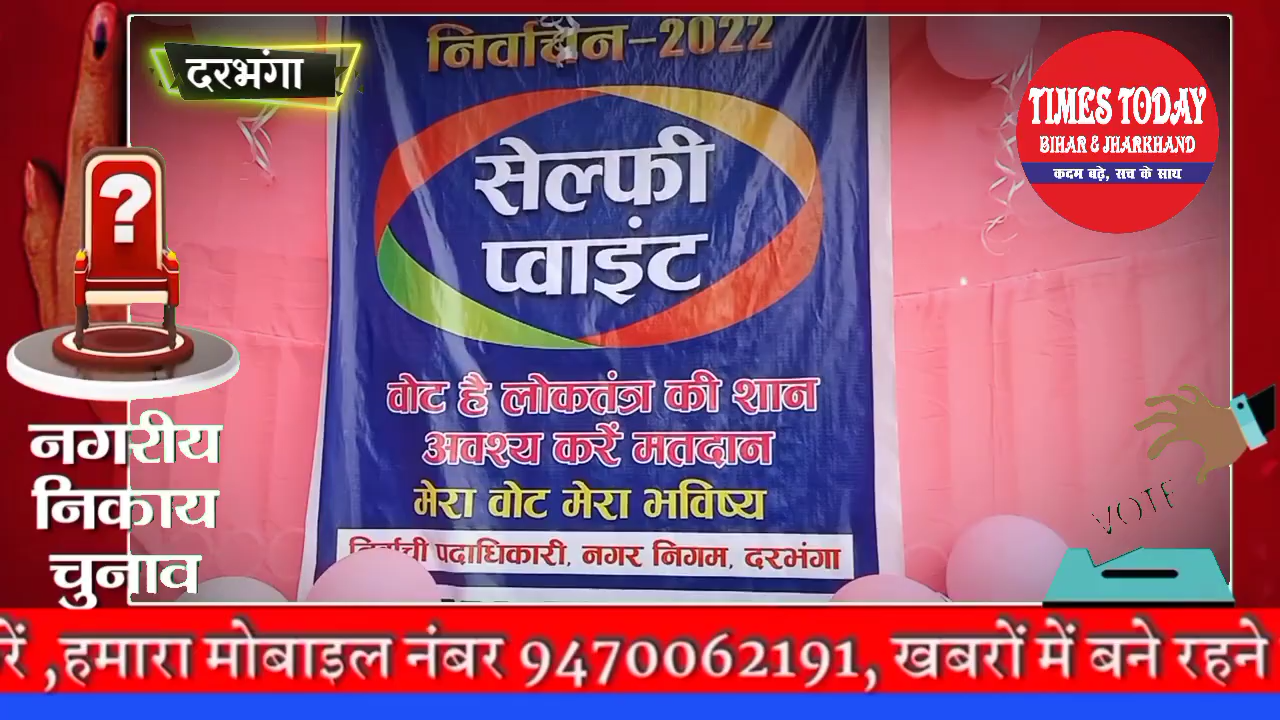 दरभंगा
TIMES TODAY
BIHAR & JHARKHAND
कदम बढ़े, सच के साथ
?
नगरीय
निकाय
चुनाव
निर्वाचन-2022
सेल्फी
प्वाइंट
वोट है लोकतंत्र की शान
अवश्य करें मतदान
मेरा वोट मेरा भविष्य
निर्वाची पदाधिकारी, नगर निगम, दरभंगा
VOTE
रें ,हमारा मोबाइल नंबर 9470062191, खबरों में बने रहने